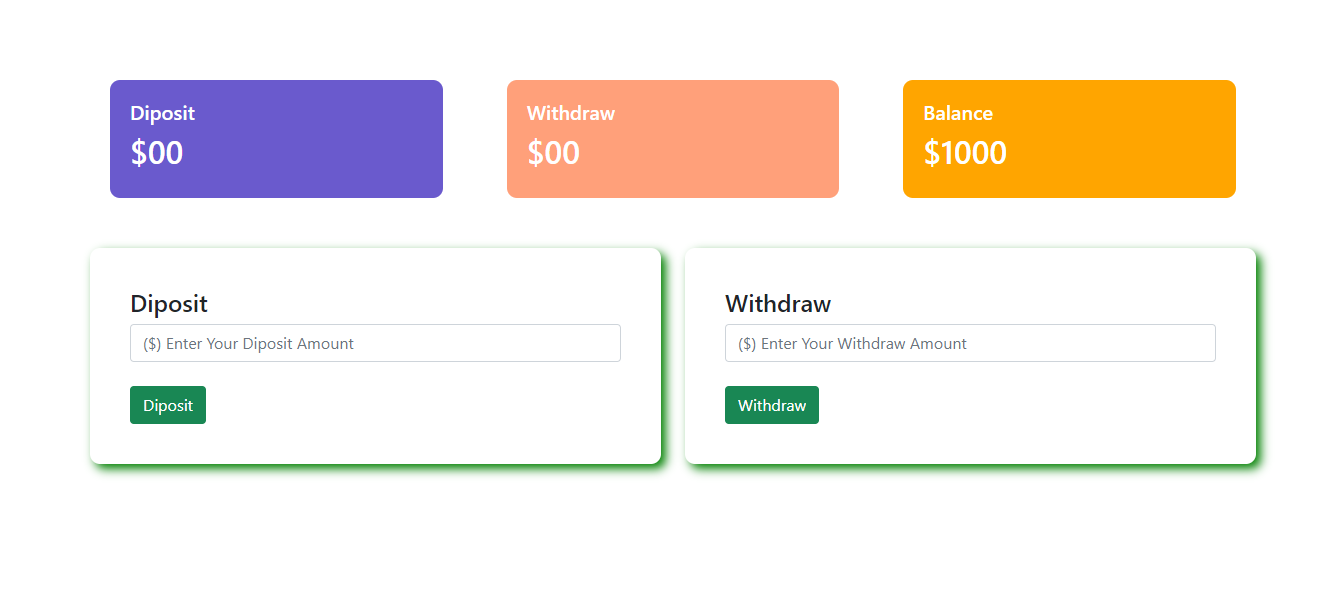 Diposit
$00
Withdraw
$00
Balance
$1000
Diposit
($) Enter Your Diposit Amount
Diposit
Withdraw
($) Enter Your Withdraw Amount
Withdraw